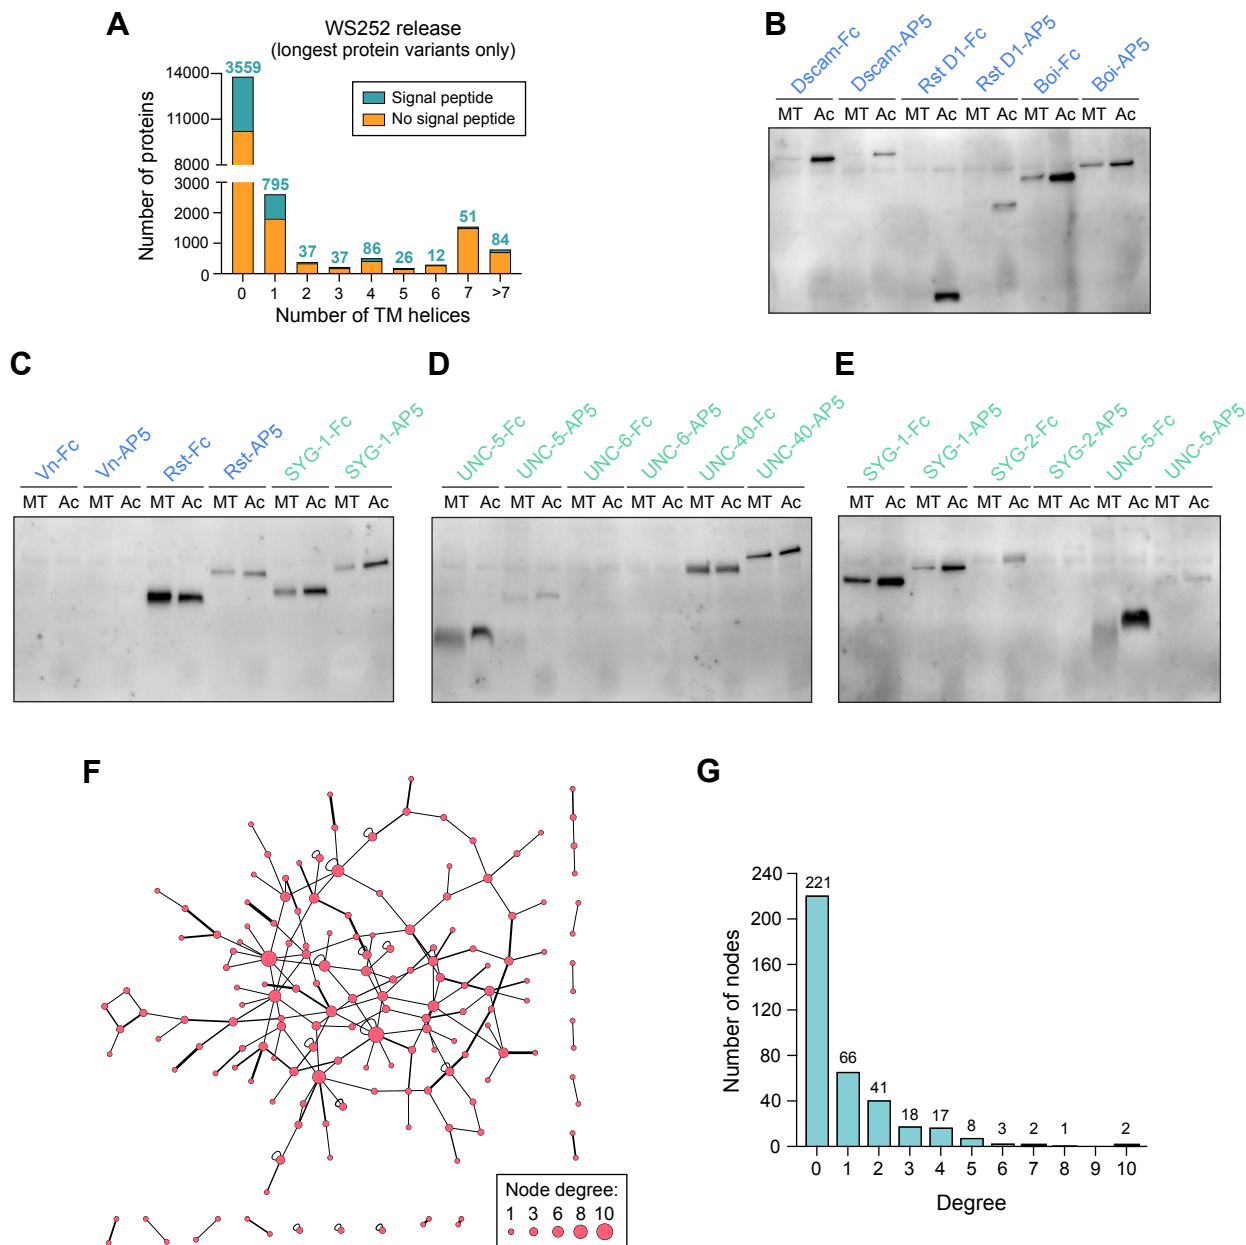 A
WS252 release
(longest protein variants only)
Number of proteins
14000
11000
8000
3000
2000
1000
0
3559
795
37
37
86
26
12
51
84
Signal peptide
No signal peptide
0 1 2 3 4 5 6 7 >7
Number of TM helices
B
Dscam-Fc Dscam-AP5 Rst D1-Fc Rst D1-AP5 Boi-Fc Boi-AP5
MT Ac MT Ac MT Ac MT Ac MT Ac MT Ac
C
Vn-Fc Vn-AP5 Rst-Fc Rst-AP5 SYG-1-Fc SYG-1-AP5
MT Ac MT Ac MT Ac MT Ac MT Ac MT Ac
D
UNC-5-Fc UNC-5-AP5 UNC-6-Fc UNC-6-AP5 UNC-40-Fc UNC-40-AP5
MT Ac MT Ac MT Ac MT Ac MT Ac MT Ac
E
SYG-1-Fc SYG-1-AP5 SYG-2-Fc SYG-2-AP5 UNC-5-Fc UNC-5-AP5
MT Ac MT Ac MT Ac MT Ac MT Ac MT Ac
F
Node degree:
1 3 6 8 10
G
Number of nodes
240
200
160
120
80
40
0
221
66
41
18
17
8
3
2
1
2
0 1 2 3 4 5 6 7 8 9 10
Degree